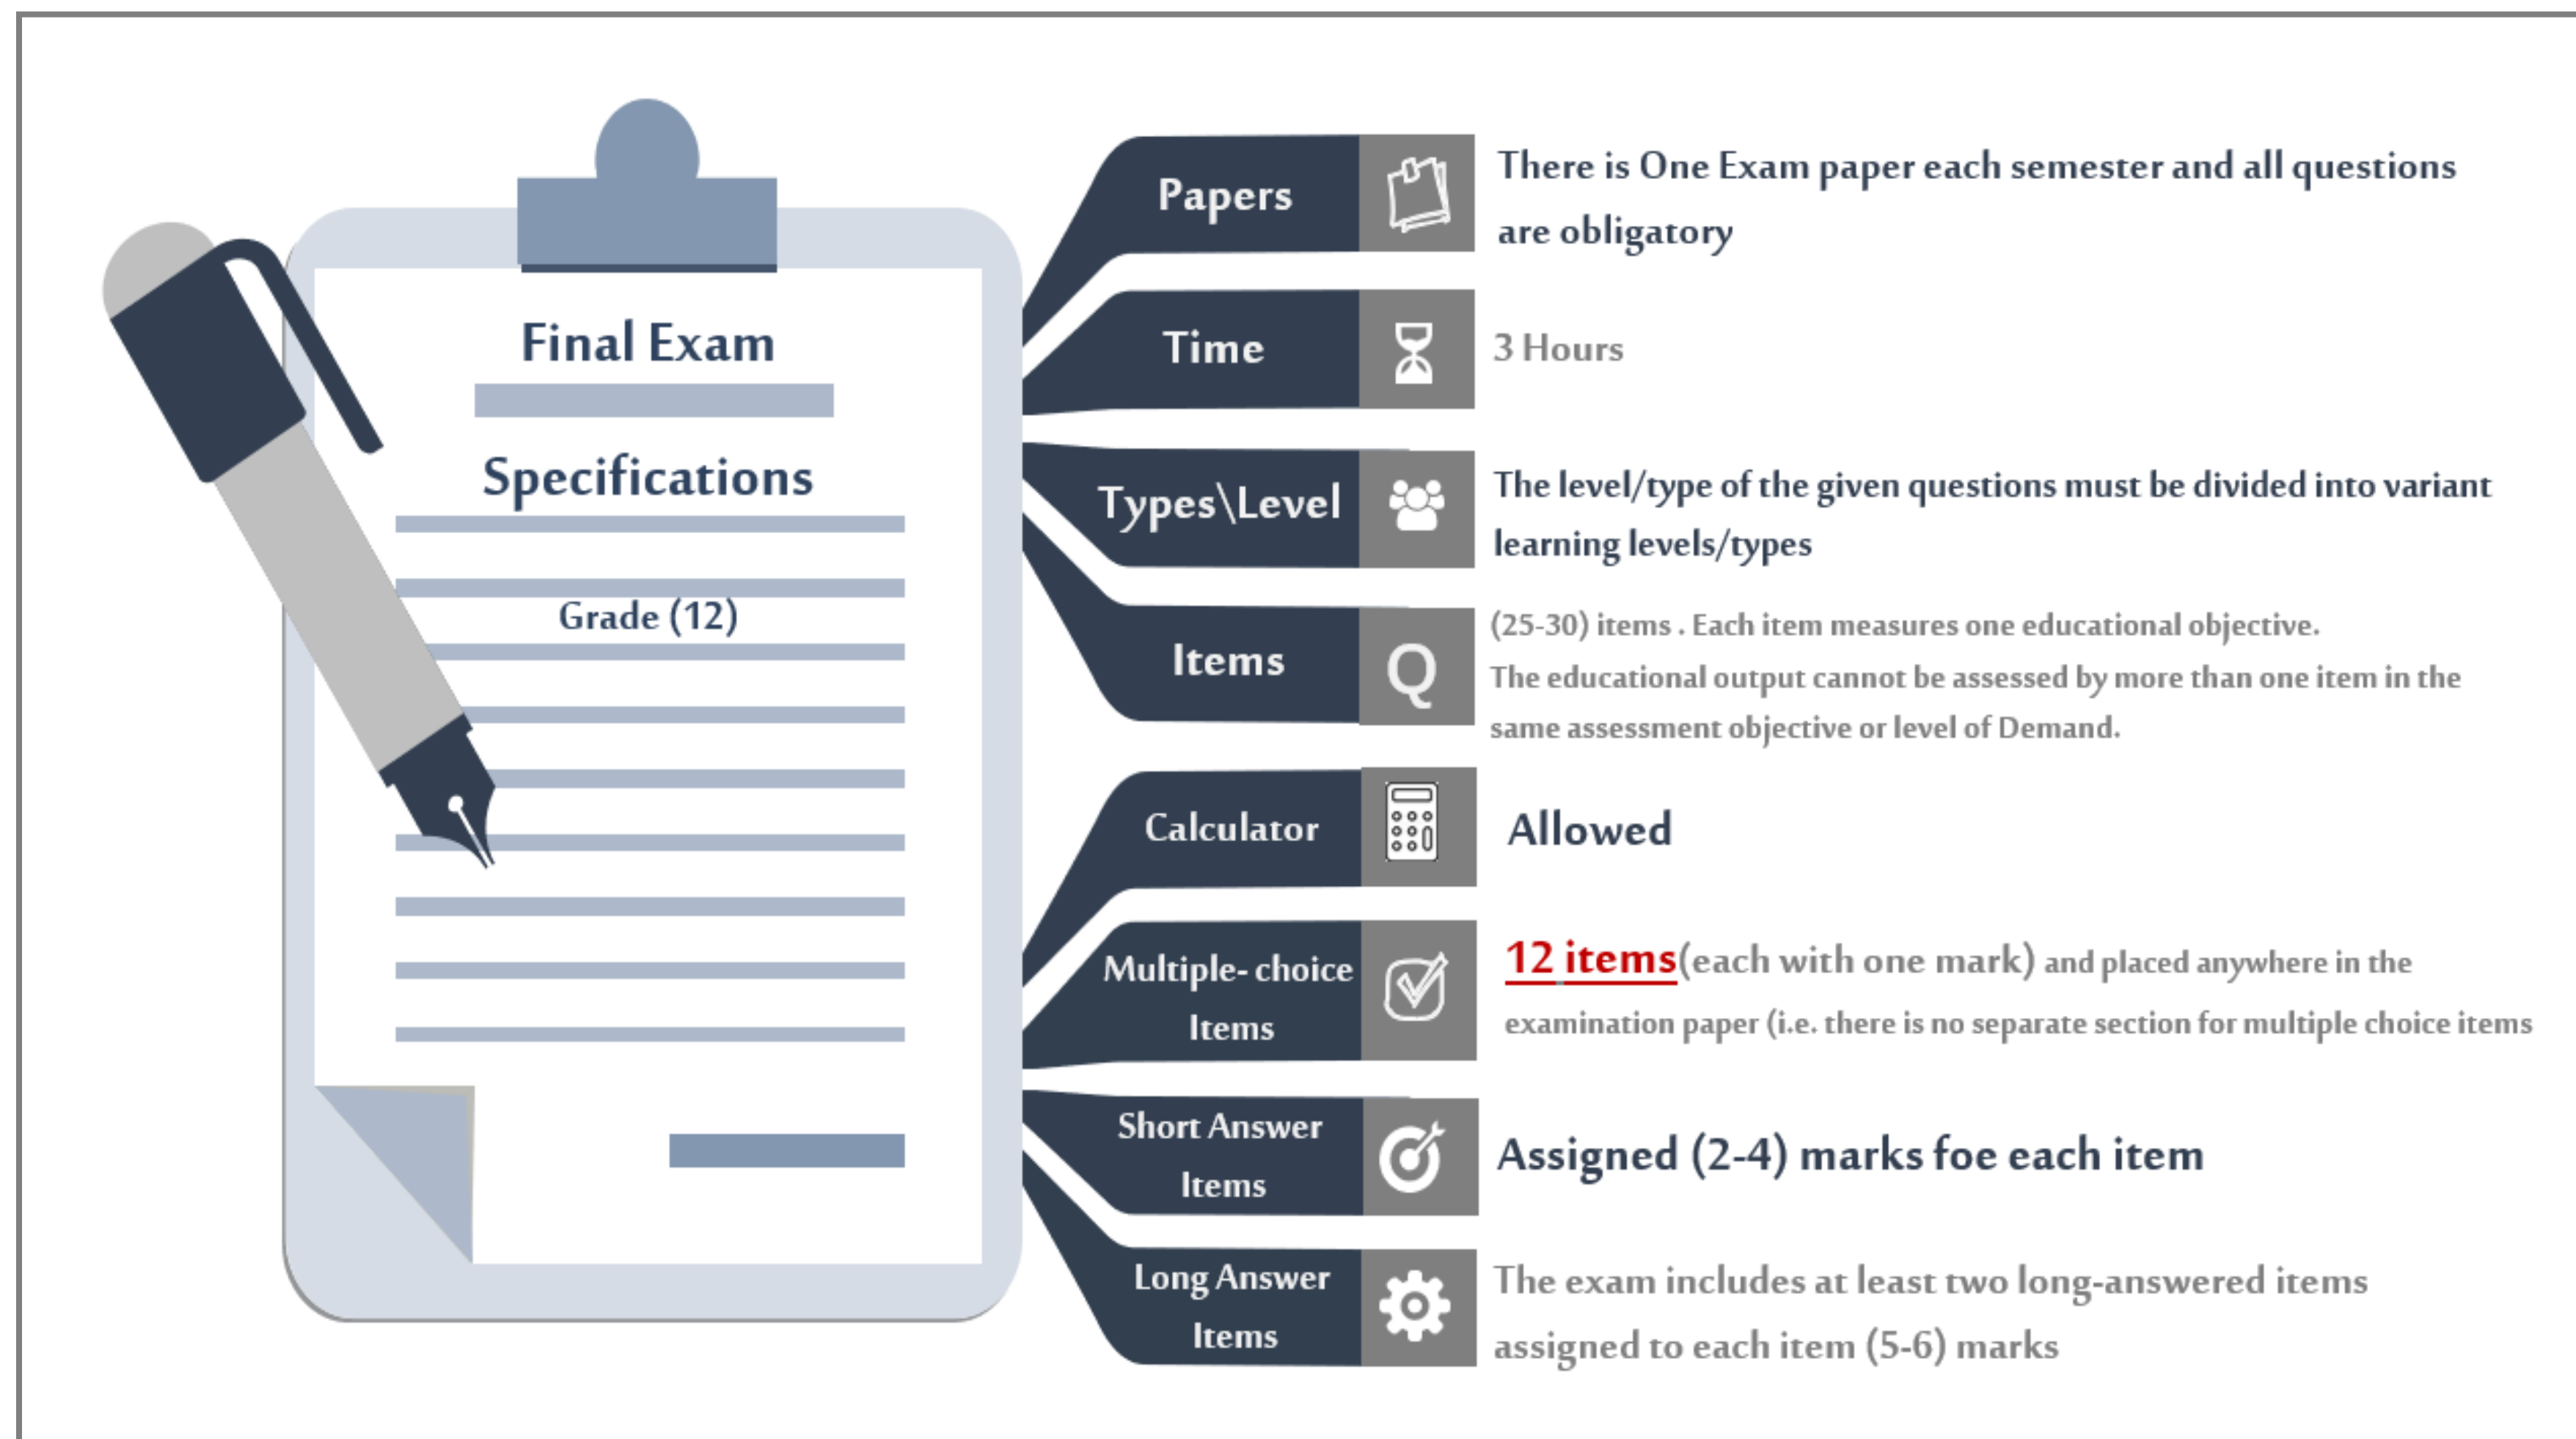 Final Exam
Specifications
Grade (12)
Papers
There is One Exam paper each semester and all questions
are obligatory
Time
3 Hours
Types\Level
The level/type of the given questions must be divided into variant
learning levels/types
Items
Q
(25-30) items . Each item measures one educational objective.
The educational output cannot be assessed by more than one item in the
same assessment objective or level of Demand.
Calculator
Allowed
Multiple- choice
Items
12 items(each with one mark) and placed anywhere in the
examination paper (i.e. there is no separate section for multiple choice items
Short Answer
Items
Assigned (2-4) marks foe each item
Long Answer
Items
The exam includes at least two long-answered items
assigned to each item (5-6) marks